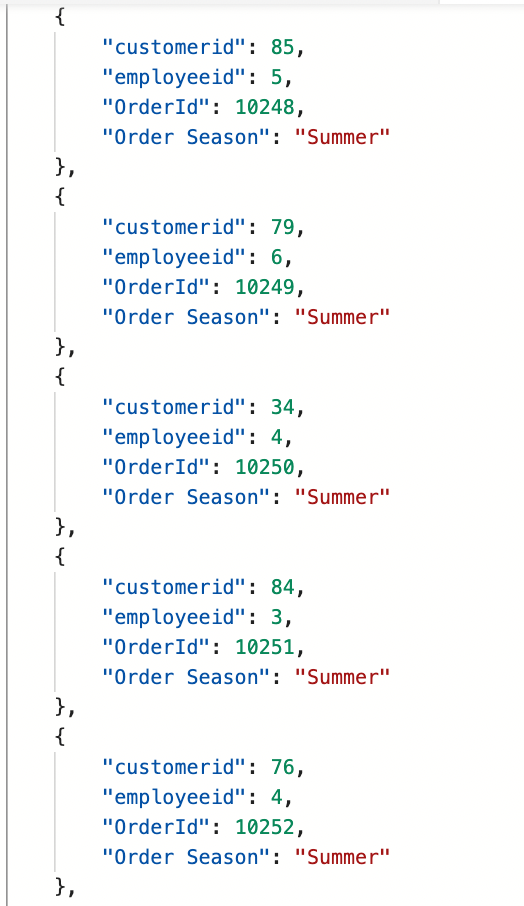 {
"customerid": 85,
"employeeid": 5,
"OrderId": 10248,
"Order Season": "Summer"
},
{
"customerid": 79,
"employeeid": 6,
"OrderId": 10249,
"Order Season": "Summer"
},
{
"customerid": 34,
"employeeid": 4,
"OrderId": 10250,
"Order Season": "Summer"
},
{
"customerid": 84,
"employeeid": 3,
"OrderId": 10251,
"Order Season": "Summer"
},
{
"customerid": 76,
"employeeid": 4,
"OrderId": 10252,
"Order Season": "Summer"
},